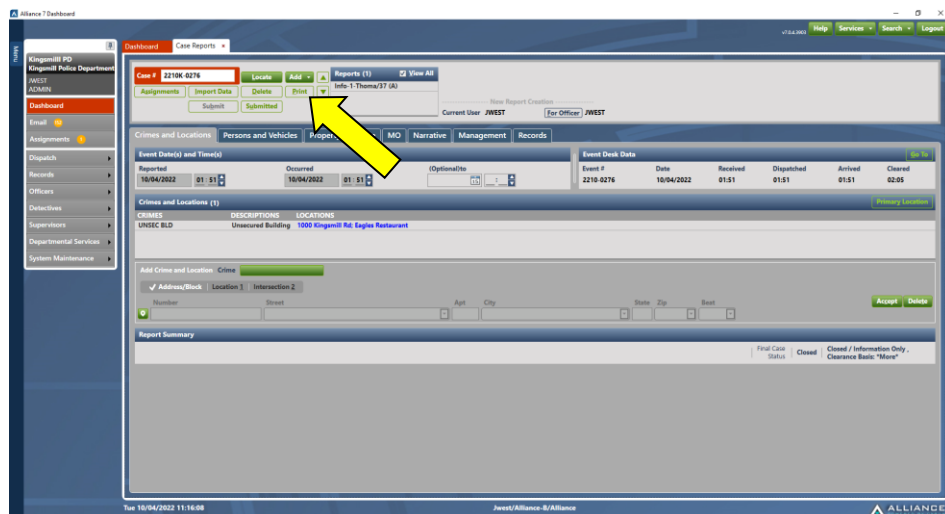 Alliance 7 Dashboard
v7.0.4.3903 Help Services Search Logout
Menu
Dashboard Case Reports ×
Kingsmill PD
Kingsmill Police Department
JWEST
ADMIN
Dashboard
Email
Assignments
Dispatch
Records
Officers
Detectives
Supervisors
Departmental Services
System Maintenance
Case # 2210K-0276 Locate Add Reports (1) View All
Assignments Import Data Delete Print Info-1-Thoma/37 (A)
Submit Submitted
New Report Creation
Current User JWEST For Officer JWEST
Crimes and Locations Persons and Vehicles MO Narrative Management Records
Event Date(s) and Time(s) Event Desk Data Go To
Reported Occurred (Optional)to Event # Date Received Dispatched Arrived Cleared
10/04/2022 01:51 10/04/2022 01:51 : 2210-0276 10/04/2022 01:51 01:51 01:51 02:05
Crimes and Locations (1) Primary Location
CRIMES DESCRIPTIONS LOCATIONS
UNSEC BLD Unsecured Building 1000 Kingsmill Rd; Eagles Restaurant
Add Crime and Location Crime
Address/Block Location 1 Intersection 2
Number Street Apt City State Zip Beat Accept Delete
Report Summary
Final Case Status Closed Closed / Information Only , Clearance Basis: *More*
Tue 10/04/2022 11:16:08 Jwest/Alliance-B/Alliance ALLIANCE